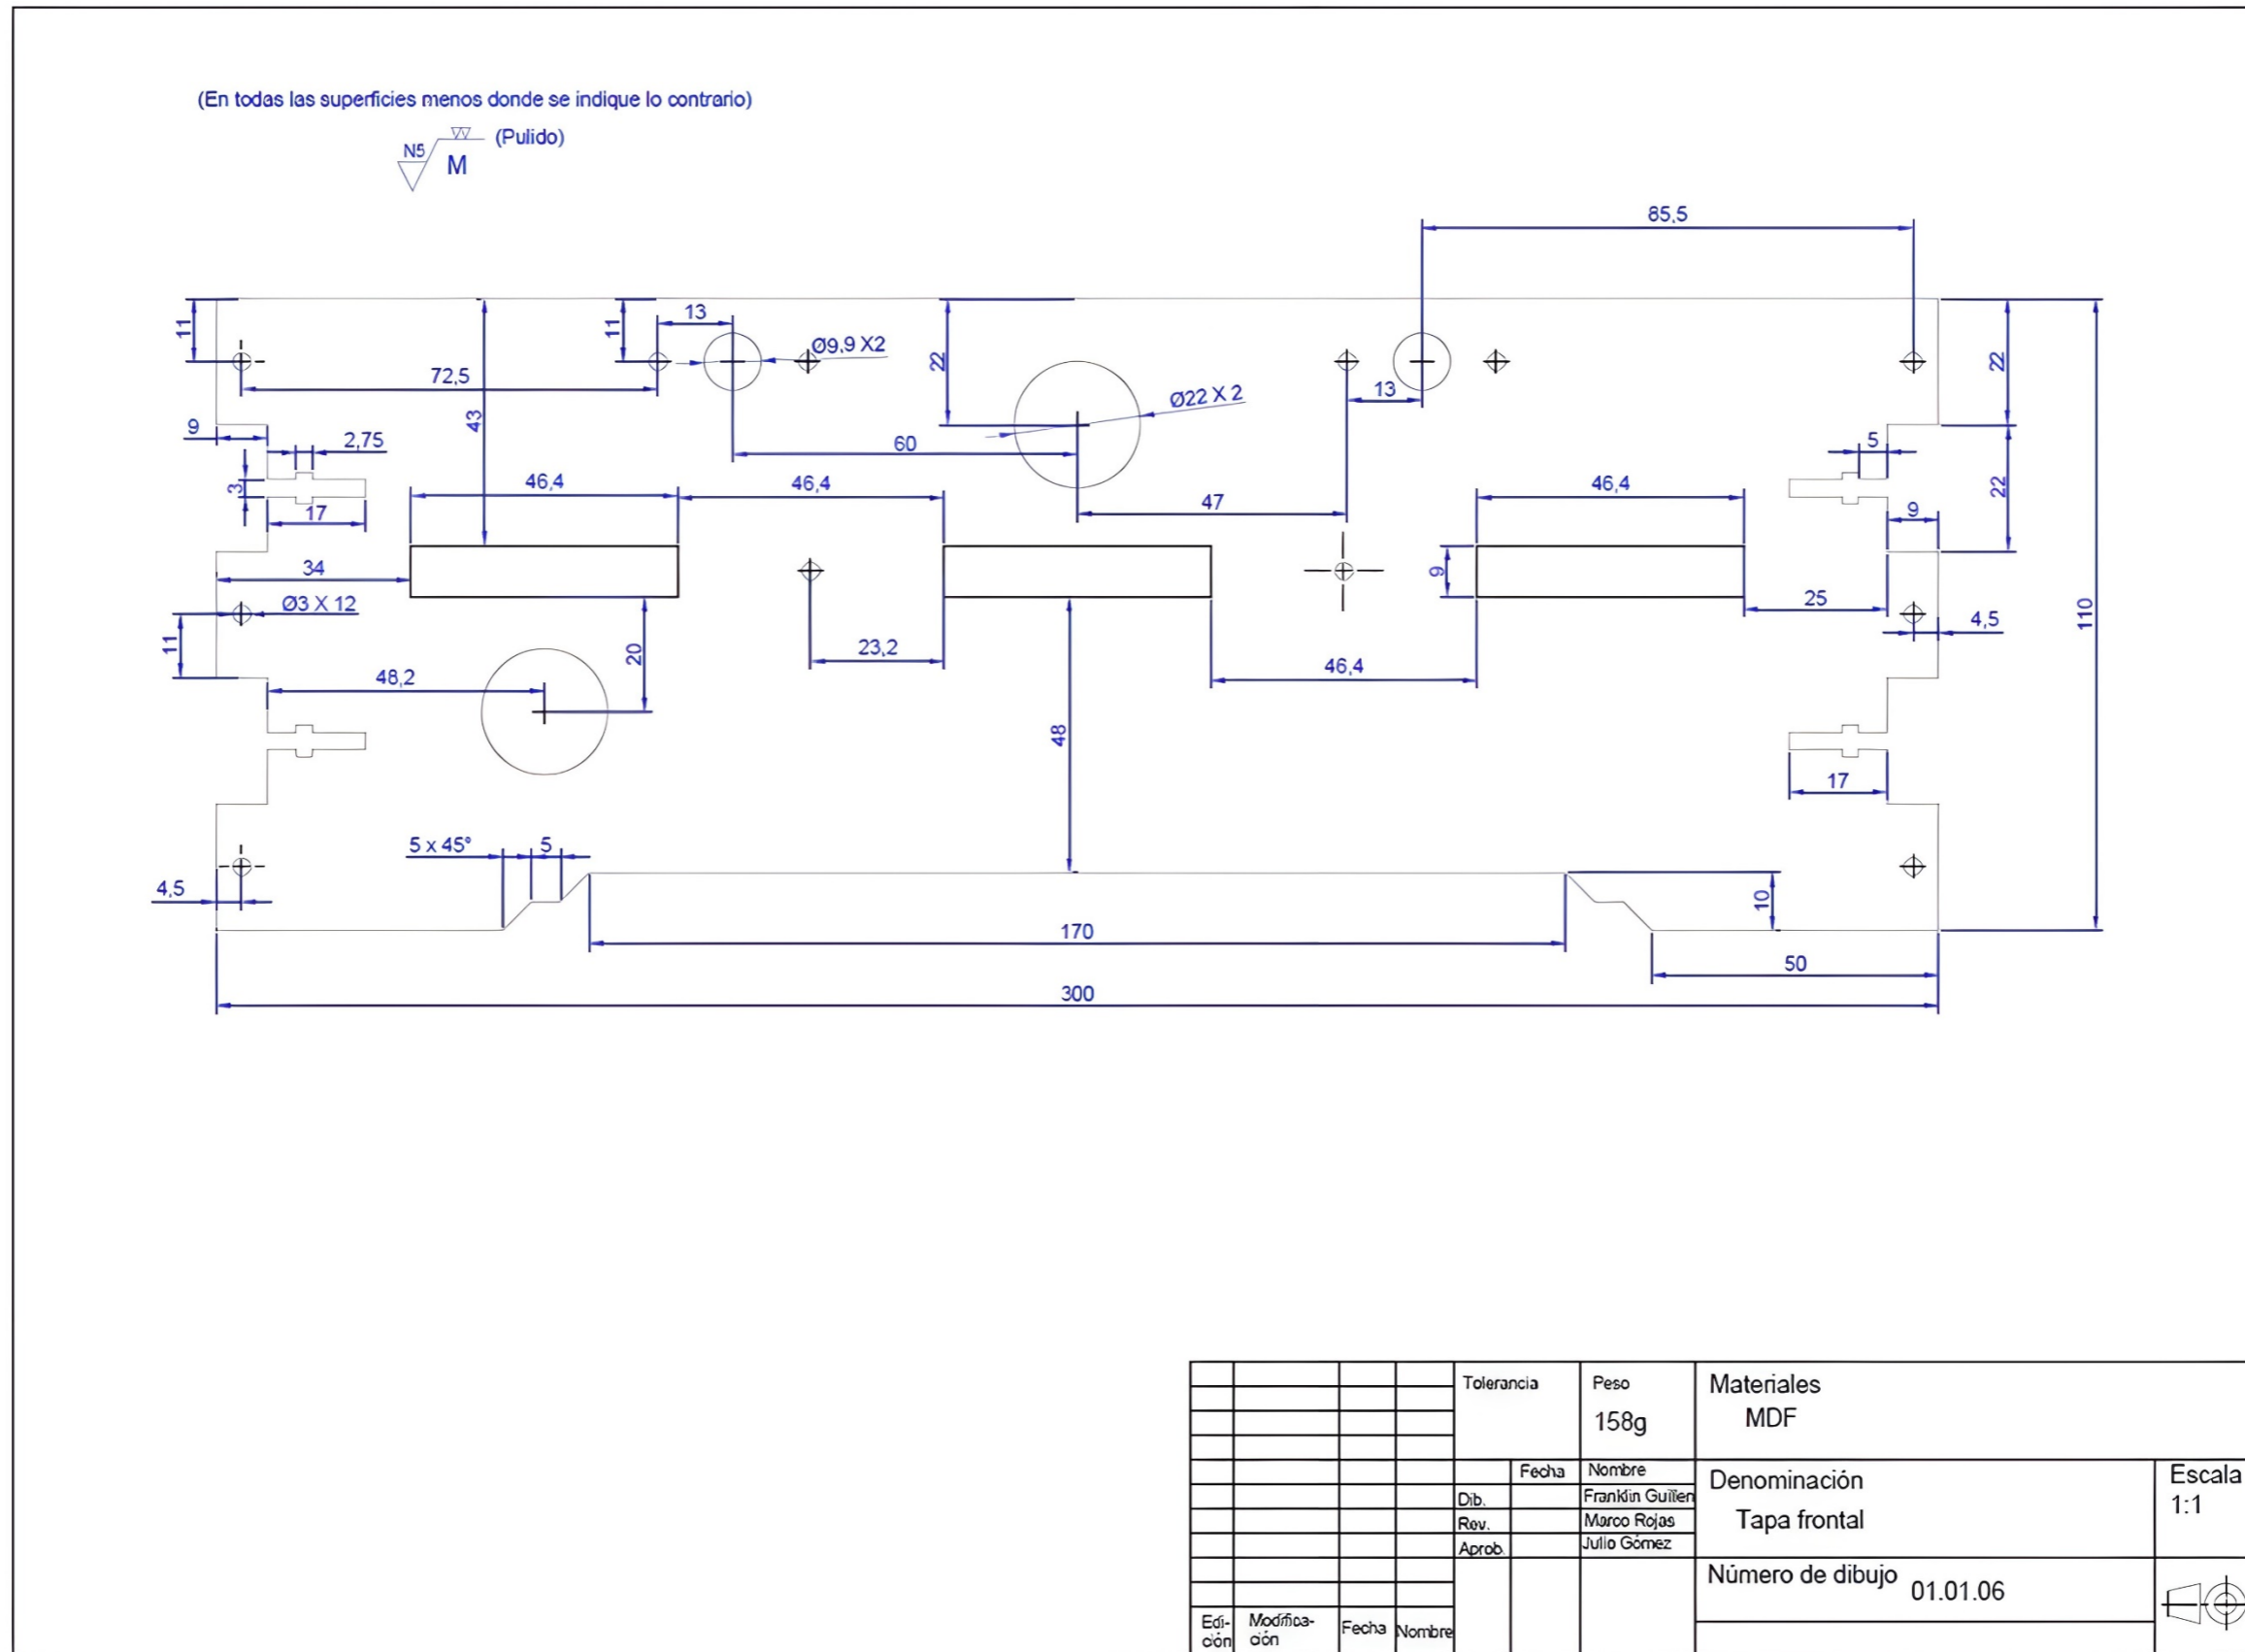 (En todas las superficies menos donde se indique lo contrario)
(Pulido)
N5
M
85,5
11
11
13
Ø9,9 X2
22
22
72,5
43
13
Ø22 X 2
9
2,75
60
5
3
46,4
46,4
46,4
22
17
47
9
34
9
Ø3 X 12
25
110
4,5
11
20
23,2
46,4
48,2
48
17
5 x 45°
5
4,5
10
170
50
300
Tolerancia
Peso
158g
Materiales
MDF
Fecha
Nombre
Denominación
Tapa frontal
Escala
1:1
Dib.
Franklin Guillen
Rev.
Marco Rojas
Aprob.
Julio Gómez
Número de dibujo
01.01.06
Edi-
ción
Modifica-
ción
Fecha
Nombre